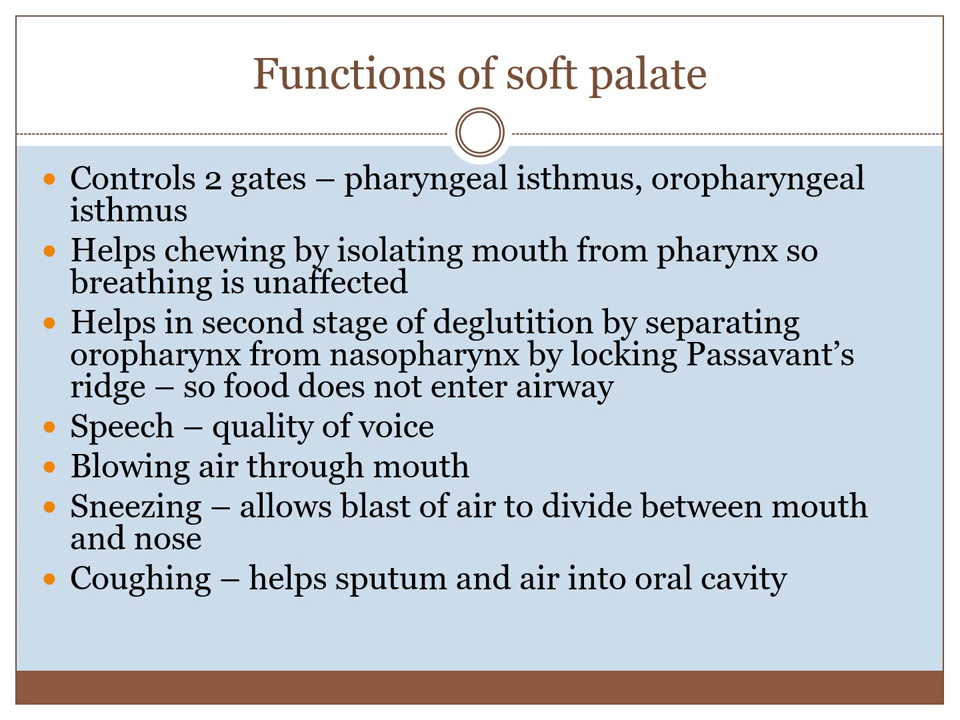 Functions of soft palate
• Controls 2 gates – pharyngeal isthmus, oropharyngeal
isthmus
• Helps chewing by isolating mouth from pharynx so
breathing is unaffected
• Helps in second stage of deglutition by separating
oropharynx from nasopharynx by locking Passavant’s
ridge – so food does not enter airway
• Speech – quality of voice
• Blowing air through mouth
• Sneezing – allows blast of air to divide between mouth
and nose
• Coughing – helps sputum and air into oral cavity